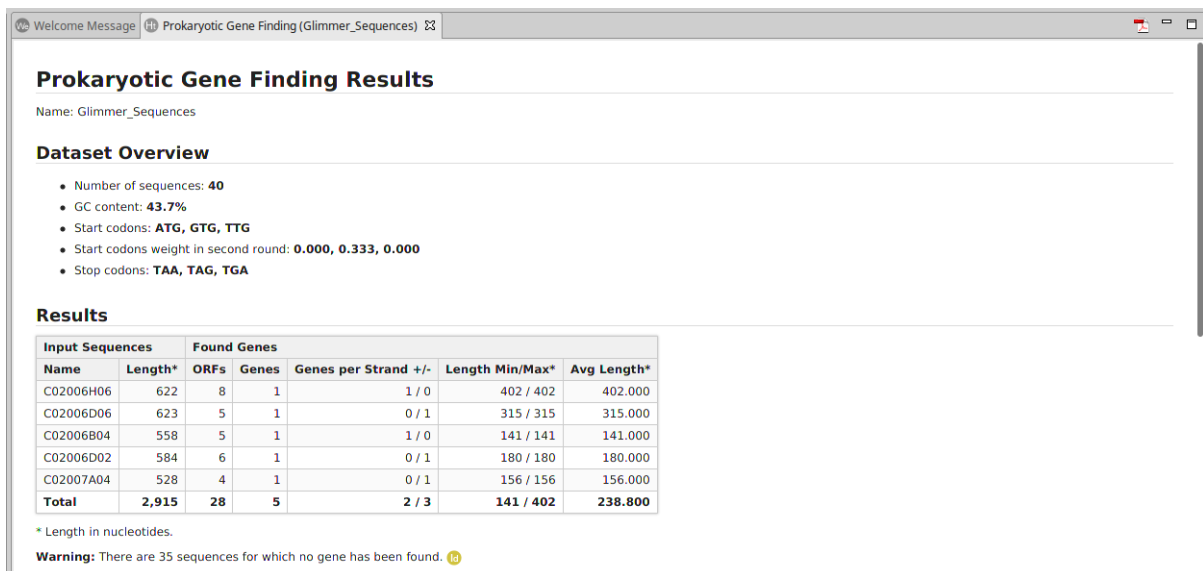 We Welcome Message Ht Prokaryotic Gene Finding (Glimmer_Sequences)
Prokaryotic Gene Finding Results
Name: Glimmer_Sequences
Dataset Overview
Number of sequences: 40
GC content: 43.7%
Start codons: ATG, GTG, TTG
Start codons weight in second round: 0.000, 0.333, 0.000
Stop codons: TAA, TAG, TGA
Results
Input Sequences Found Genes
Name Length* ORFs Genes Genes per Strand +/- Length Min/Max* Avg Length*
C02006H06 622 8 1 1 / 0 402 / 402 402.000
C02006D06 623 5 1 0 / 1 315 / 315 315.000
C02006B04 558 5 1 1 / 0 141 / 141 141.000
C02006D02 584 6 1 0 / 1 180 / 180 180.000
C02007A04 528 4 1 0 / 1 156 / 156 156.000
Total 2,915 28 5 2 / 3 141 / 402 238.800
* Length in nucleotides.
Warning: There are 35 sequences for which no gene has been found. Id